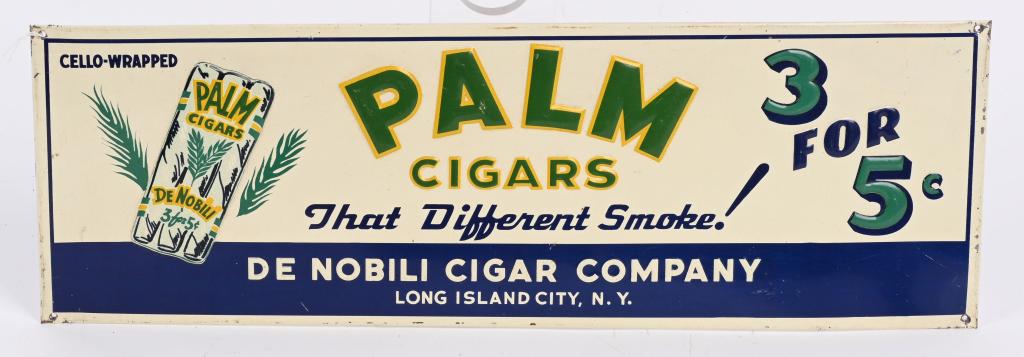 CELLO-WRAPPED
PALM
CIGARS
DE NOBILI
3 for 5¢
PALM
CIGARS
That Different Smoke!
3
FOR
5c
DE NOBILI CIGAR COMPANY
LONG ISLAND CITY, N. Y.